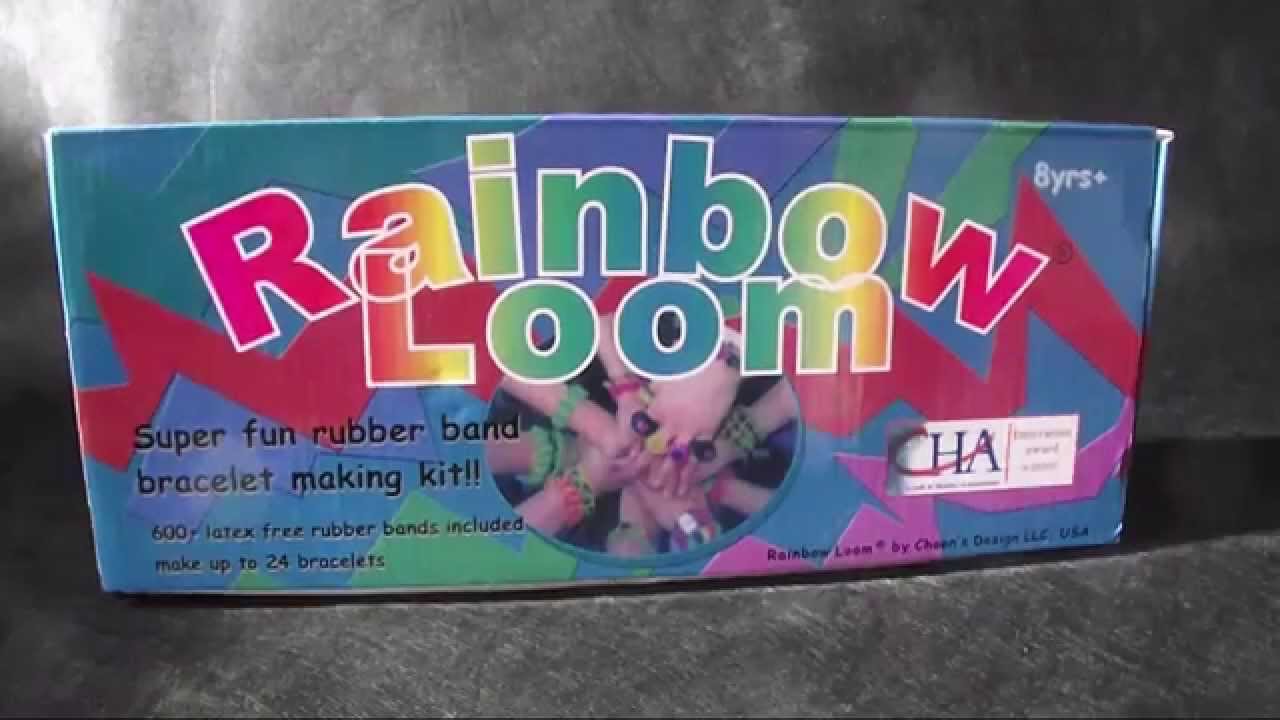 Rainbow®
Loom
8yrs+
Super fun rubber band
bracelet making kit!!
600+ latex free rubber bands included
make up to 24 bracelets
CHA
award
Rainbow Loom® by Choon's Design LLC, USA